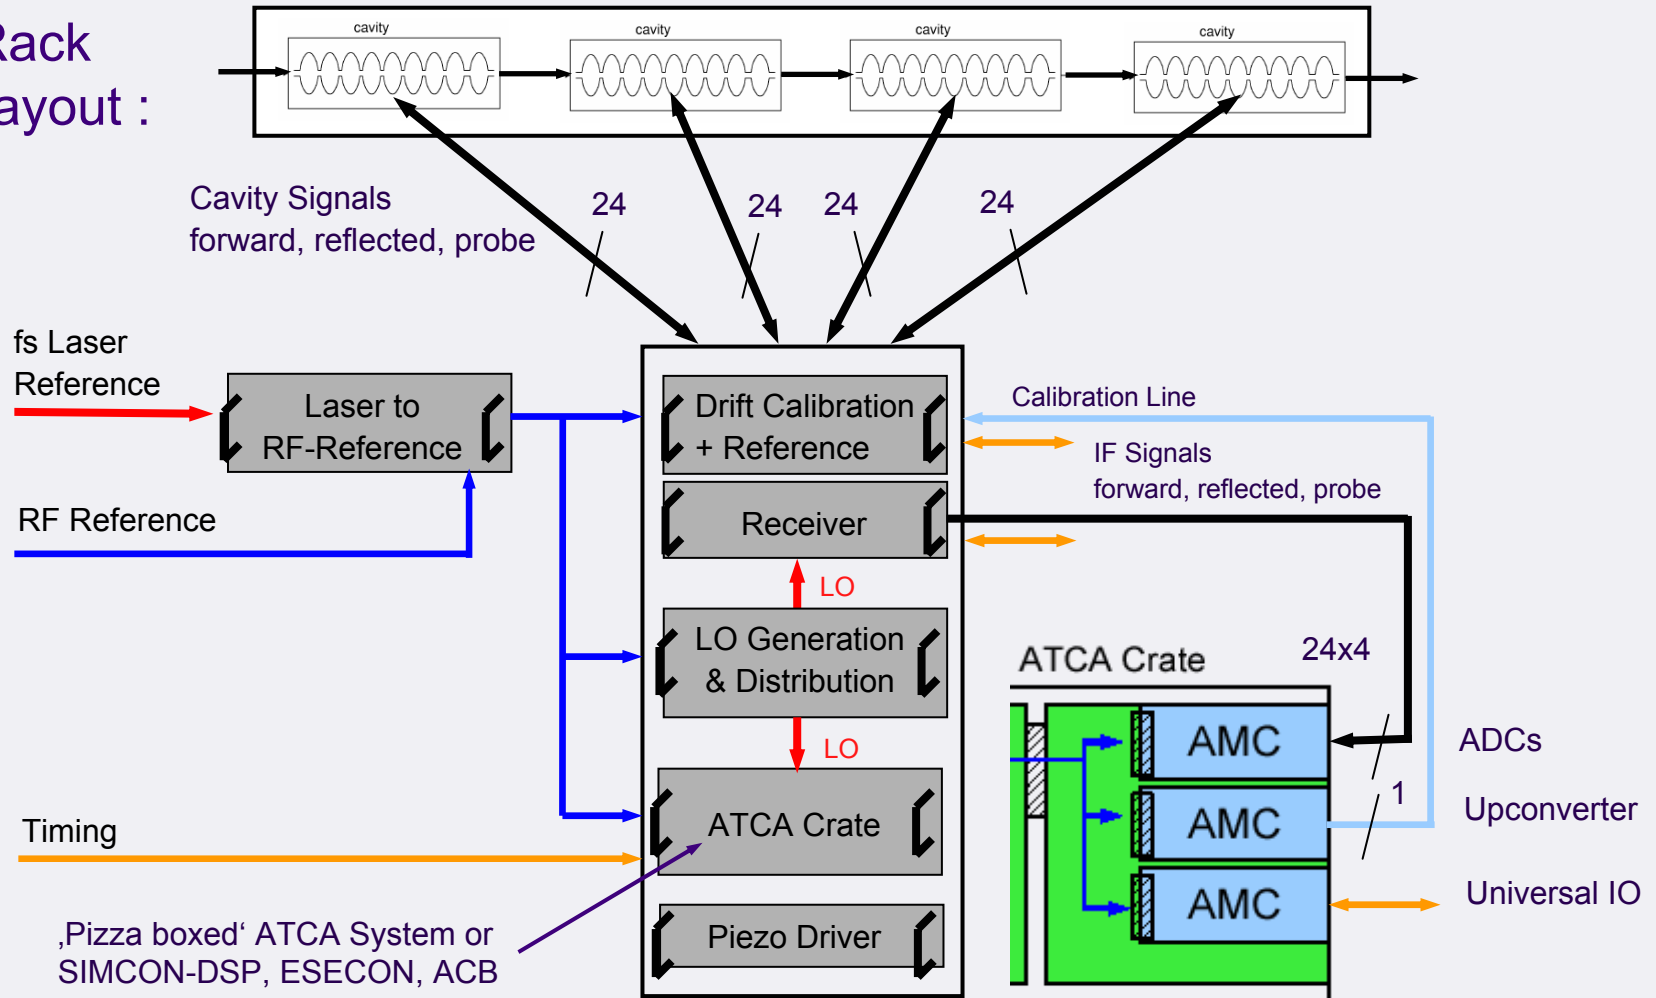 Rack
ayout :
cavity
cavity
cavity
cavity
Cavity Signals
forward, reflected, probe
24
24
24
24
fs Laser
Reference
Laser to
RF-Reference
RF Reference
Drift Calibration
+ Reference
Calibration Line
IF Signals
forward, reflected, probe
Receiver
LO
LO Generation
& Distribution
LO
ATCA Crate
24x4
AMC
ADCs
1
AMC
Upconverter
AMC
Universal IO
Timing
ATCA Crate
‚Pizza boxed‘ ATCA System or
SIMCON-DSP, ESECON, ACB
Piezo Driver